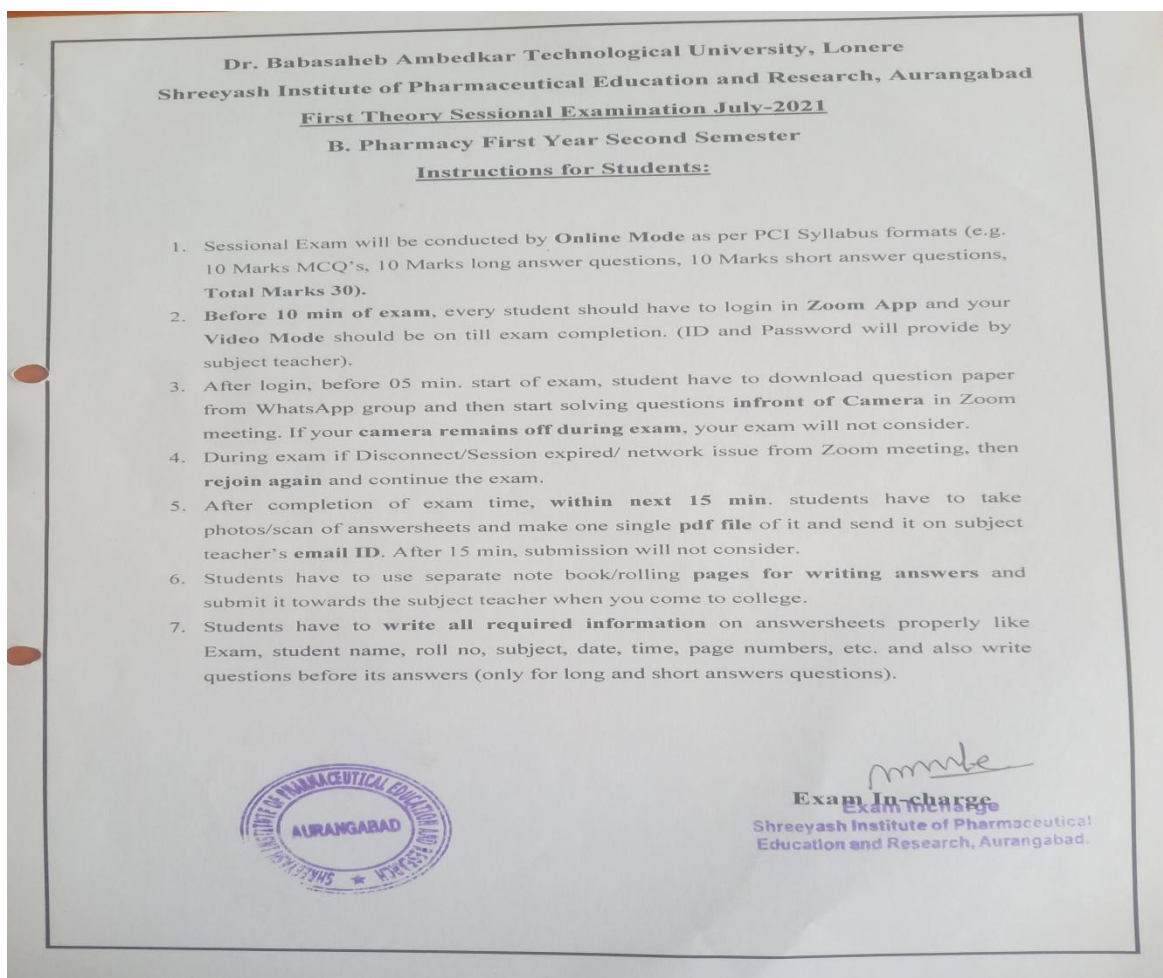 Dr. Babasaheb Ambedkar Technological University, Lonere
Shreeyash Institute of Pharmaceutical Education and Research, Aurangabad
First Theory Sessional Examination July-2021
B. Pharmacy First Year Second Semester
Instructions for Students:
1. Sessional Exam will be conducted by Online Mode as per PCI Syllabus formats (e.g.
10 Marks MCQ's, 10 Marks long answer questions, 10 Marks short answer questions,
Total Marks 30).
2. Before 10 min of exam, every student should have to login in Zoom App and your
Video Mode should be on till exam completion. (ID and Password will provide by
subject teacher).
3. After login, before 05 min. start of exam, student have to download question paper
from WhatsApp group and then start solving questions infront of Camera in Zoom
meeting. If your camera remains off during exam, your exam will not consider.
4. During exam if Disconnect/Session expired/ network issue from Zoom meeting, then
rejoin again and continue the exam.
5. After completion of exam time, within next 15 min. students have to take
photos/scan of answersheets and make one single pdf file of it and send it on subject
teacher's email ID. After 15 min, submission will not consider.
6. Students have to use separate note book/rolling pages for writing answers and
submit it towards the subject teacher when you come to college.
7. Students have to write all required information on answersheets properly like
Exam, student name, roll no, subject, date, time, page numbers, etc. and also write
questions before its answers (only for long and short answers questions).
SHREEYASH INSTITUTE OF PHARMACEUTICAL EDUCATION AND RESEARCH
AURANGABAD
Exam In-charge
Exam Incharge
Shreeyash Institute of Pharmaceutical
Education and Research, Aurangabad.